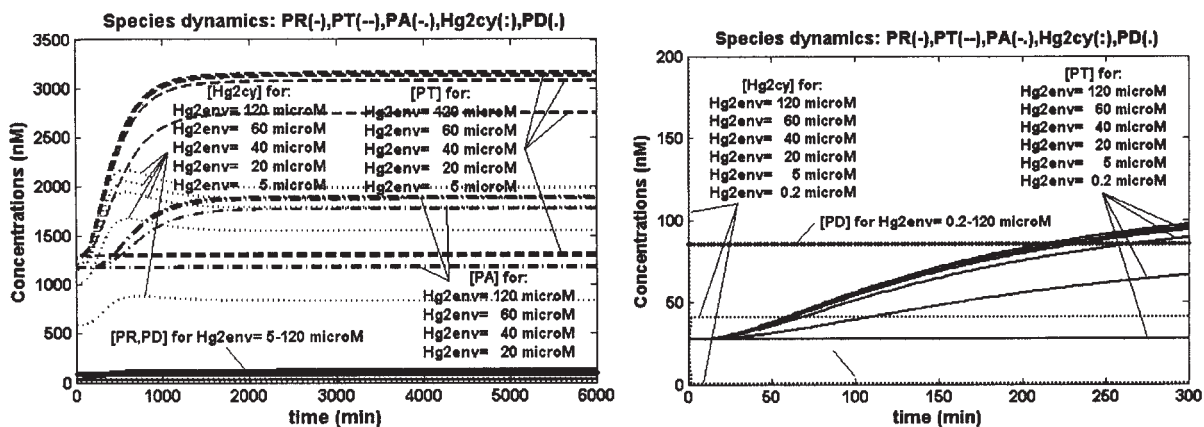 Species dynamics: PR(-),PT(--),PA(-.),Hg2cy(:),PD(.)
3500
3000
2500
2000
1500
1000
500
0
Concentrations (nM)
[Hg2cy] for:
Hg2env= 120 microM
Hg2env= 60 microM
Hg2env= 40 microM
Hg2env= 20 microM
Hg2env= 5 microM
[PT] for:
Hg2env= 120 microM
Hg2env= 60 microM
Hg2env= 40 microM
Hg2env= 20 microM
Hg2env= 5 microM
[PA] for:
Hg2env= 120 microM
Hg2env= 60 microM
Hg2env= 40 microM
Hg2env= 20 microM
[PR,PD] for Hg2env= 5-120 microM
0 1000 2000 3000 4000 5000 6000
time (min)
Species dynamics: PR(-),PT(--),PA(-.),Hg2cy(:),PD(.)
200
150
100
50
0
Concentrations (nM)
[Hg2cy] for:
Hg2env= 120 microM
Hg2env= 60 microM
Hg2env= 40 microM
Hg2env= 20 microM
Hg2env= 5 microM
Hg2env= 0.2 microM
[PT] for:
Hg2env= 120 microM
Hg2env= 60 microM
Hg2env= 40 microM
Hg2env= 20 microM
Hg2env= 5 microM
Hg2env= 0.2 microM
[PD] for Hg2env= 0.2-120 microM
0 50 100 150 200 250 300
time (min)